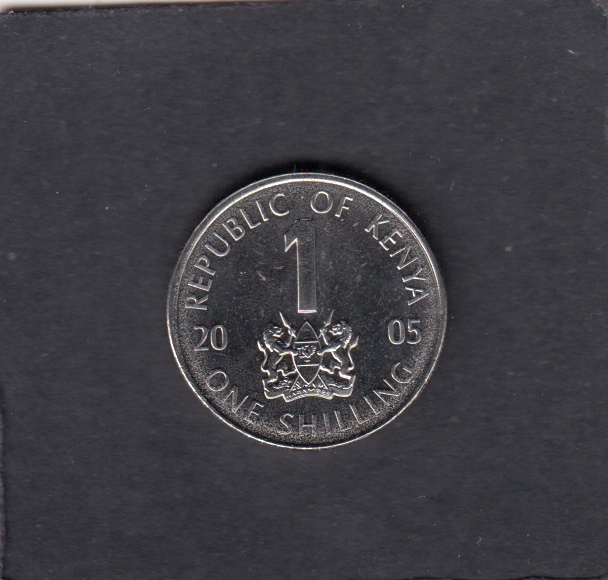 REPUBLIC OF KENYA
1
20 05
ONE SHILLING